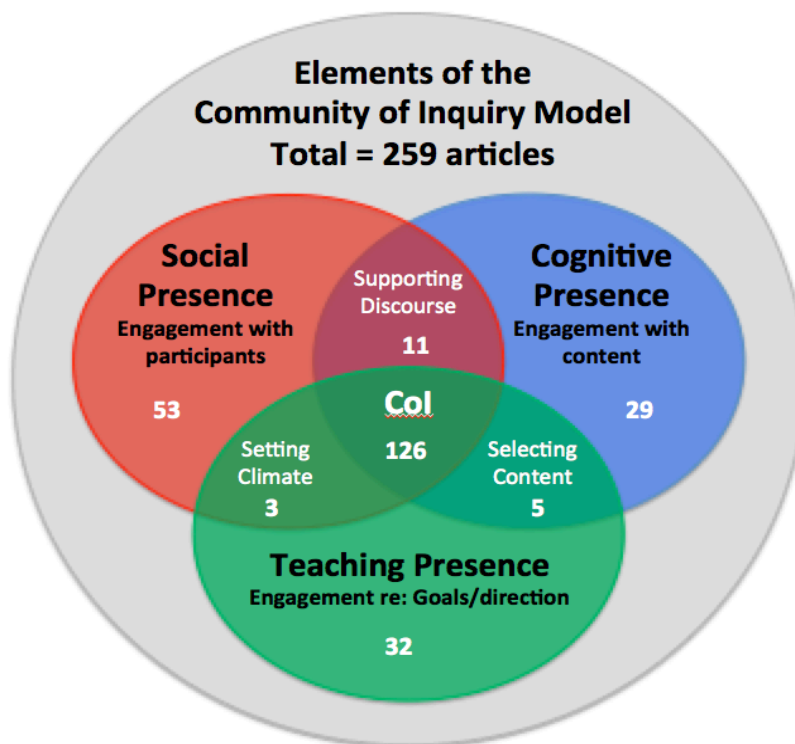 Elements of the
Community of Inquiry Model
Total = 259 articles
Social
Presence
Engagement with
participants
53
Supporting
Discourse
11
Cognitive
Presence
Engagement with
content
29
CoI
126
Setting
Climate
3
Selecting
Content
5
Teaching Presence
Engagement re: Goals/direction
32